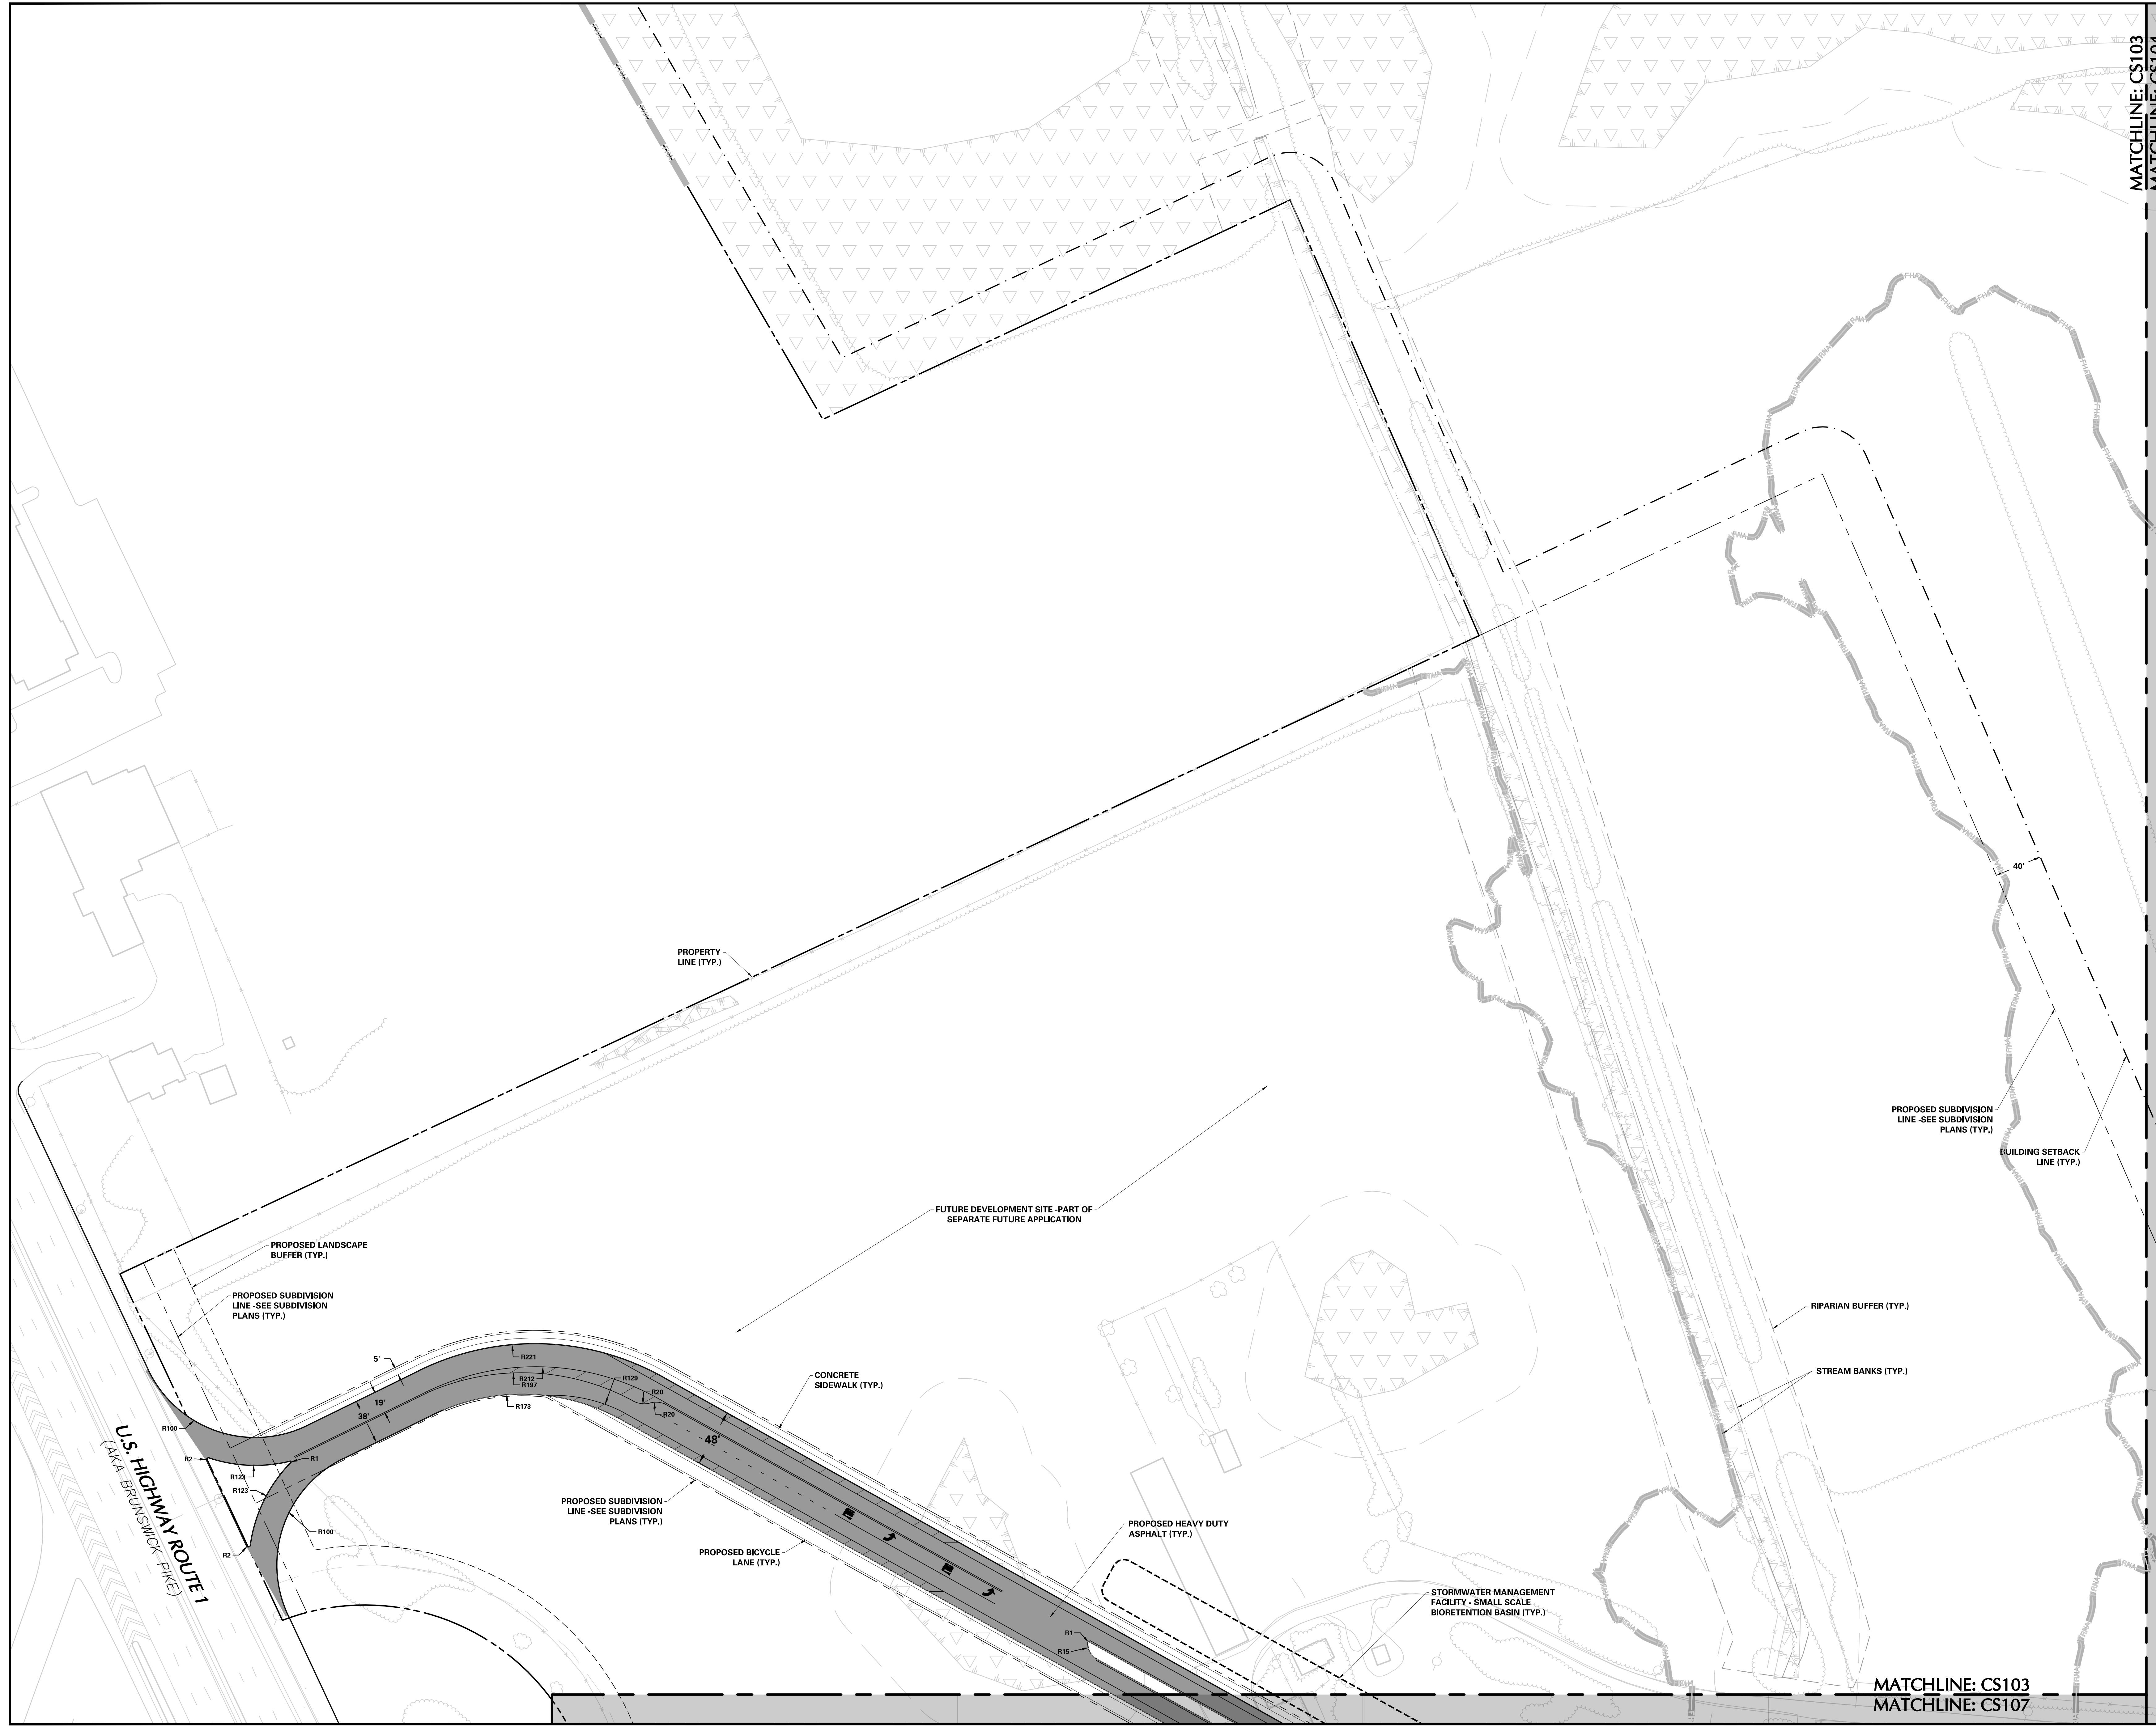 MATCHLINE: CS103
MATCHLINE: CS104
40'
PROPERTY
LINE (TYP.)
PROPOSED SUBDIVISION
LINE -SEE SUBDIVISION
PLANS (TYP.)
BUILDING SETBACK
LINE (TYP.)
FUTURE DEVELOPMENT SITE -PART OF
SEPARATE FUTURE APPLICATION
PROPOSED LANDSCAPE
BUFFER (TYP.)
PROPOSED SUBDIVISION
LINE -SEE SUBDIVISION
PLANS (TYP.)
RIPARIAN BUFFER (TYP.)
STREAM BANKS (TYP.)
5'
R221
R212
R197
R129
R20
R20
CONCRETE
SIDEWALK (TYP.)
19'
38'
R173
R100
48'
R2
R1
R123
R123
R100
R2
U.S. HIGHWAY ROUTE 1
(AKA BRUNSWICK PIKE)
PROPOSED SUBDIVISION
LINE -SEE SUBDIVISION
PLANS (TYP.)
PROPOSED BICYCLE
LANE (TYP.)
PROPOSED HEAVY DUTY
ASPHALT (TYP.)
STORMWATER MANAGEMENT
FACILITY - SMALL SCALE
BIORETENTION BASIN (TYP.)
R1
R15
MATCHLINE: CS103
MATCHLINE: CS107